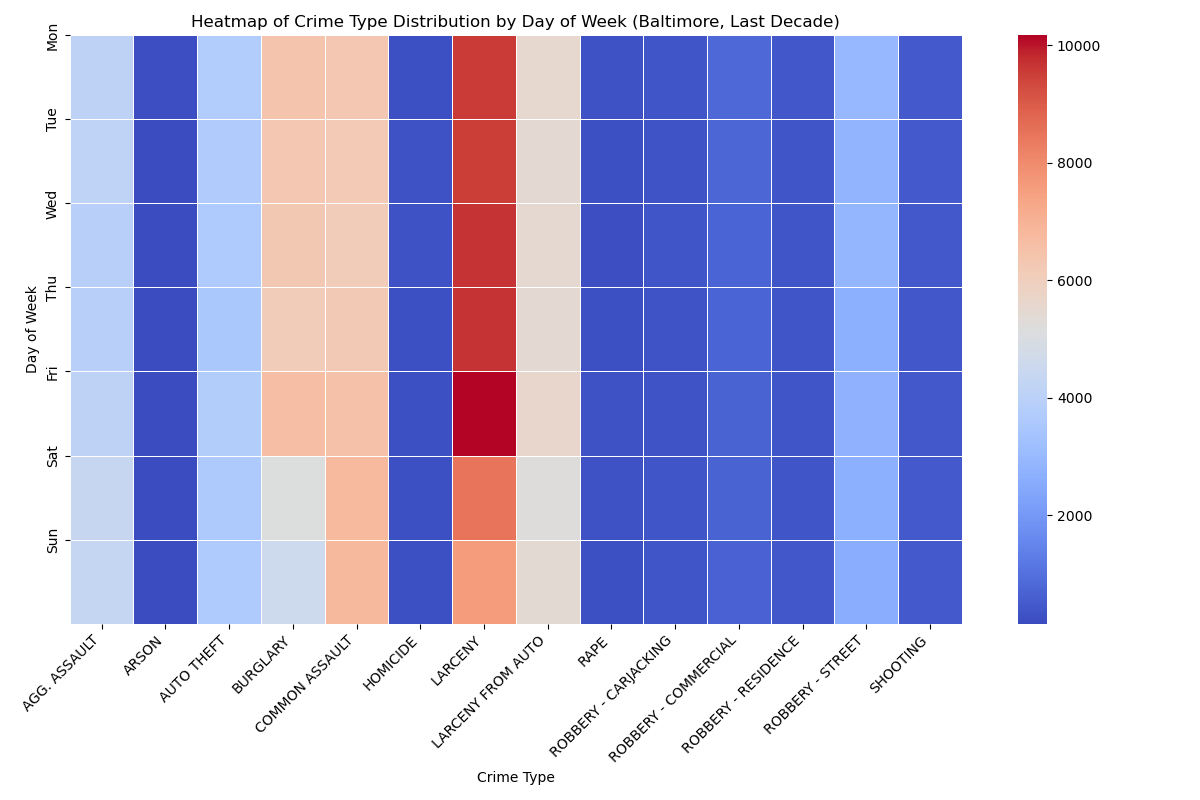 Heatmap of Crime Type Distribution by Day of Week (Baltimore, Last Decade)
Day of Week
Mon
Tue
Wed
Thu
Fri
Sat
Sun
AGG. ASSAULT
ARSON
AUTO THEFT
BURGLARY
COMMON ASSAULT
HOMICIDE
LARCENY
LARCENY FROM AUTO
RAPE
ROBBERY - CARJACKING
ROBBERY - COMMERCIAL
ROBBERY - RESIDENCE
ROBBERY - STREET
SHOOTING
Crime Type
10000
8000
6000
4000
2000